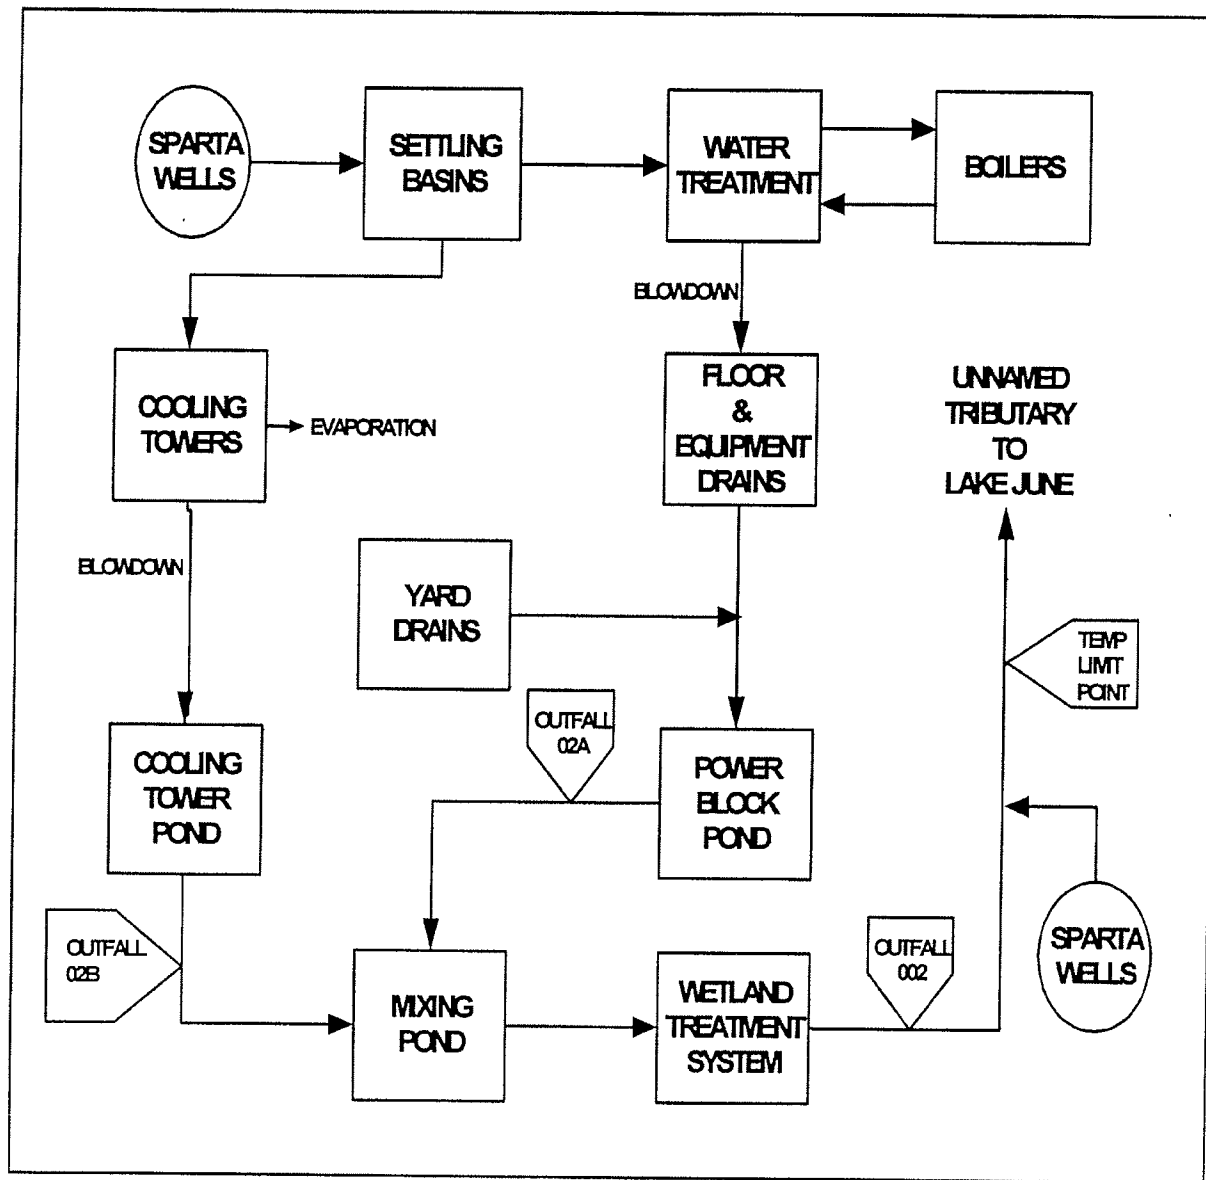 SPARTA
WELLS
SETTLING
BASINS
WATER
TREATMENT
BOILERS
BLOWDOWN
COOLING
TOWERS
EVAPORATION
FLOOR
&
EQUIPMENT
DRAINS
UNNAMED
TRIBUTARY
TO
LAKE JUNE
BLOWDOWN
YARD
DRAINS
TEMP
LIMIT
POINT
OUTFALL
02A
COOLING
TOWER
POND
POWER
BLOCK
POND
OUTFALL
02B
MIXING
POND
WETLAND
TREATMENT
SYSTEM
OUTFALL
002
SPARTA
WELLS